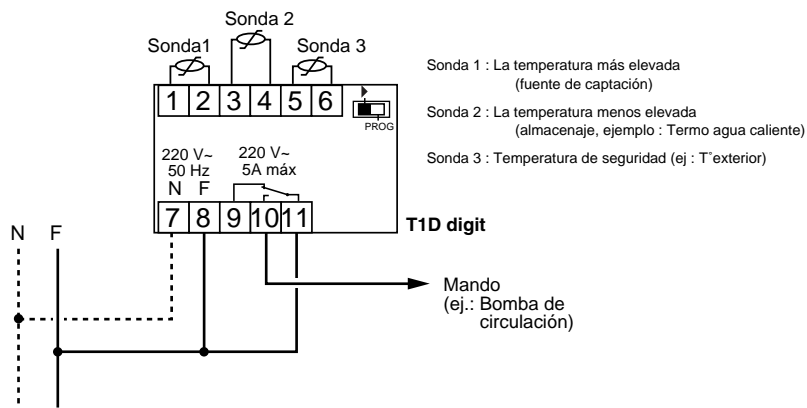 Sonda 2
Sonda1
Sonda 3
1 2 3 4 5 6
PROG
220 V~
50 Hz
N F
220 V~
5A máx
7 8 9 10 11
T1D digit
N F
Mando
(ej.: Bomba de
circulación)
Sonda 1 : La temperatura más elevada
(fuente de captación)
Sonda 2 : La temperatura menos elevada
(almacenaje, ejemplo : Termo agua caliente)
Sonda 3 : Temperatura de seguridad (ej : T˚exterior)